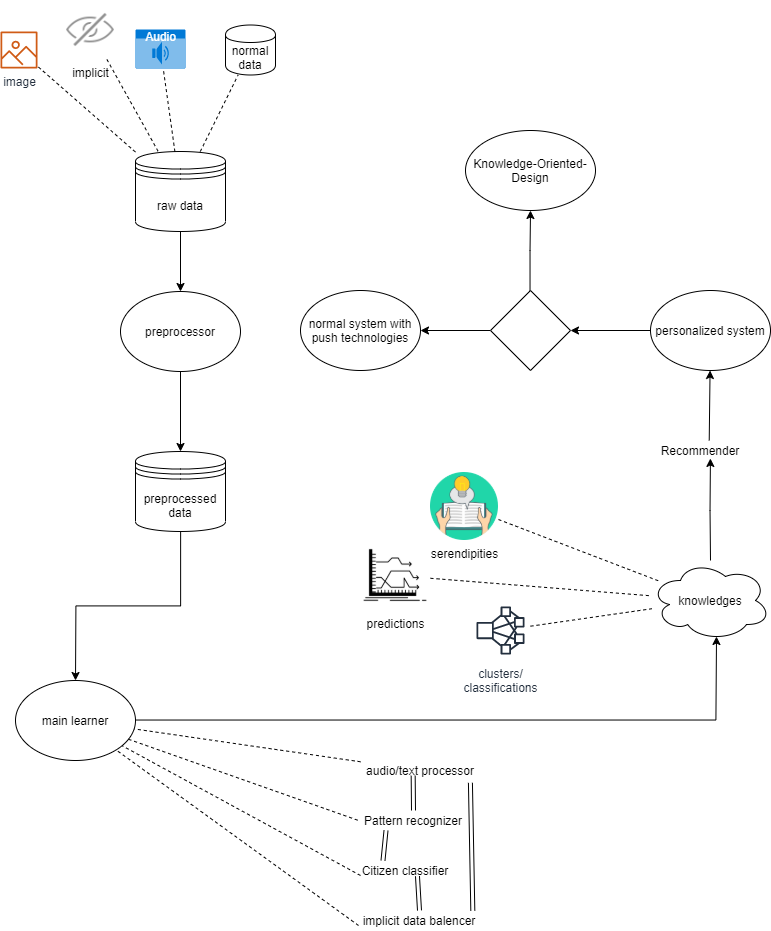 Audio
normal
data
implicit
image
raw data
Knowledge-Oriented-
Design
preprocessor
normal system with
push technologies
personalized system
Recommender
preprocessed
data
serendipities
knowledges
predictions
clusters/
classifications
main learner
audio/text processor
Pattern recognizer
Citizen classifier
implicit data balencer